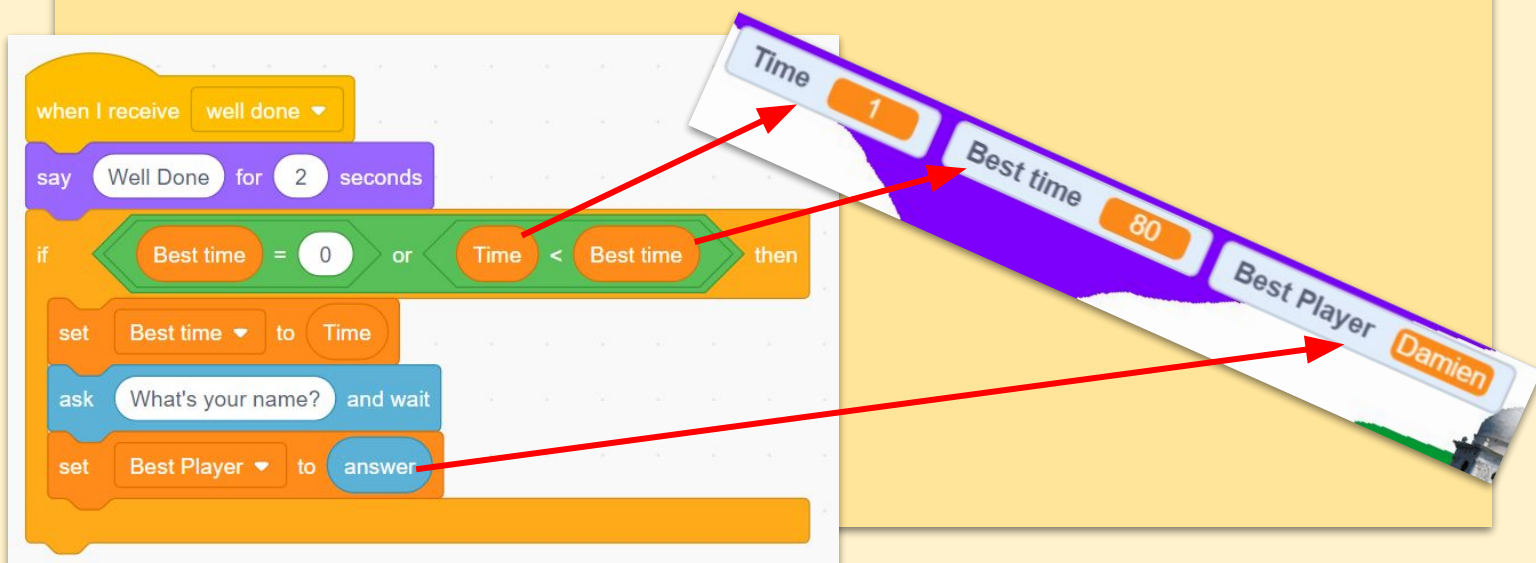 when I receive well done
say Well Done for 2 seconds
if Best time = 0 or Time < Best time then
set Best time to Time
ask What's your name? and wait
set Best Player to answer
Time 1
Best time 80
Best Player Damien